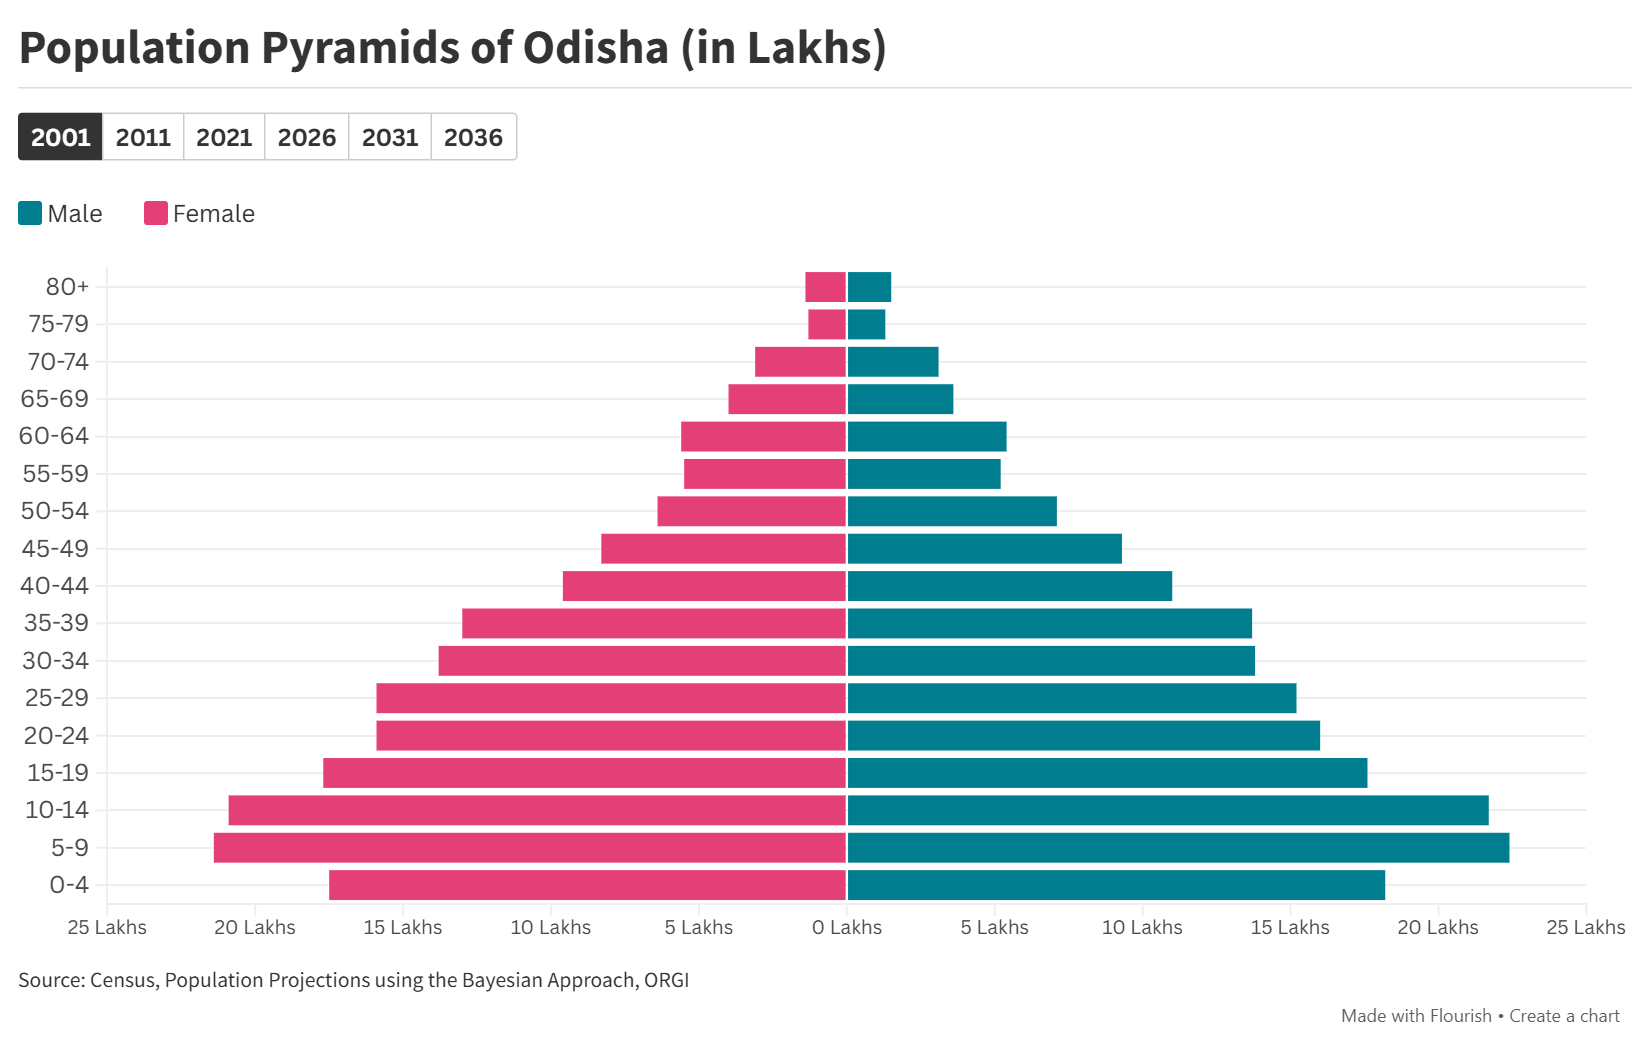 Population Pyramids of Odisha (in Lakhs)
2001 2011 2021 2026 2031 2036
Male Female
80+
75-79
70-74
65-69
60-64
55-59
50-54
45-49
40-44
35-39
30-34
25-29
20-24
15-19
10-14
5-9
0-4
25 Lakhs 20 Lakhs 15 Lakhs 10 Lakhs 5 Lakhs 0 Lakhs 5 Lakhs 10 Lakhs 15 Lakhs 20 Lakhs 25 Lakhs
Source: Census, Population Projections using the Bayesian Approach, ORGI
Made with Flourish • Create a chart